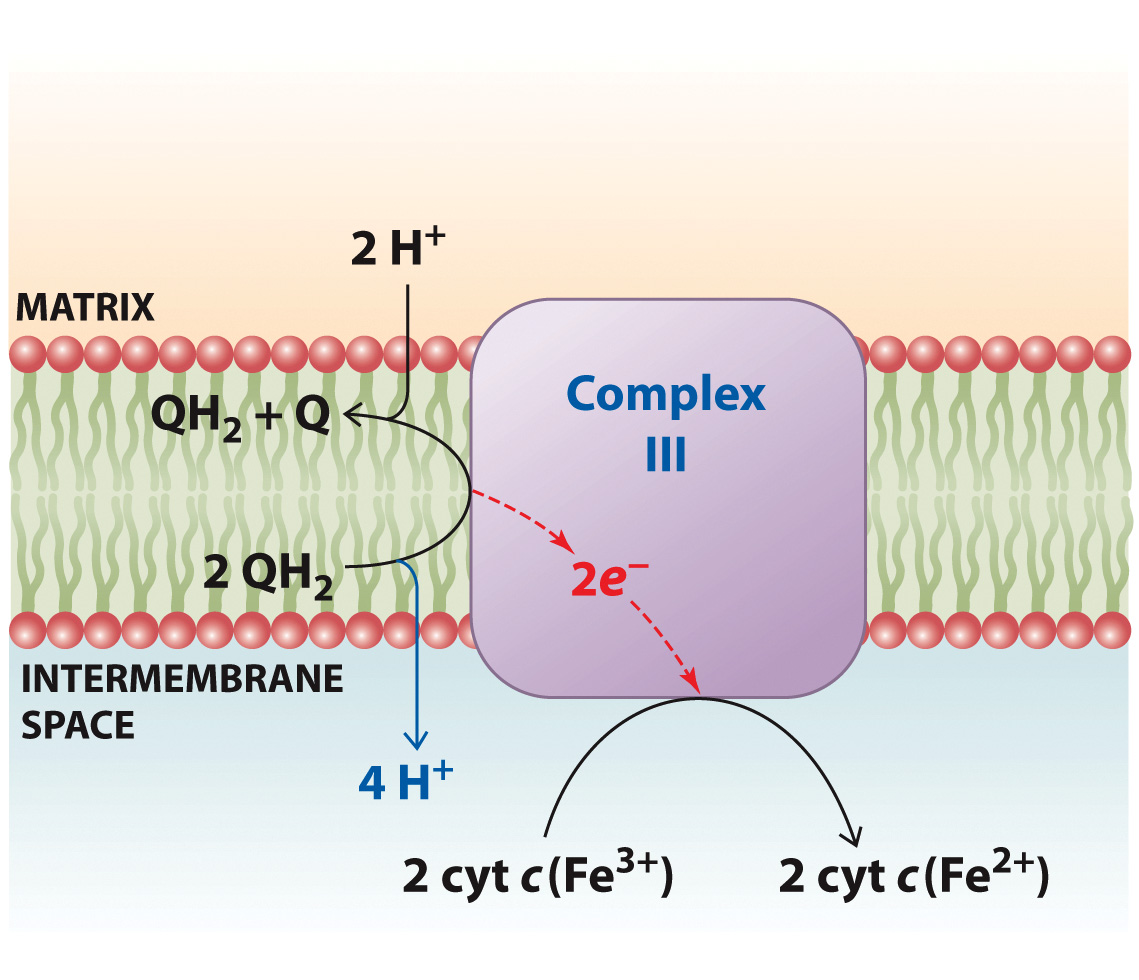 2 H⁺
MATRIX
Complex
III
QH₂ + Q
2 QH₂
2e⁻
INTERMEMBRANE
SPACE
4 H⁺
2 cyt c(Fe³⁺)
2 cyt c(Fe²⁺)